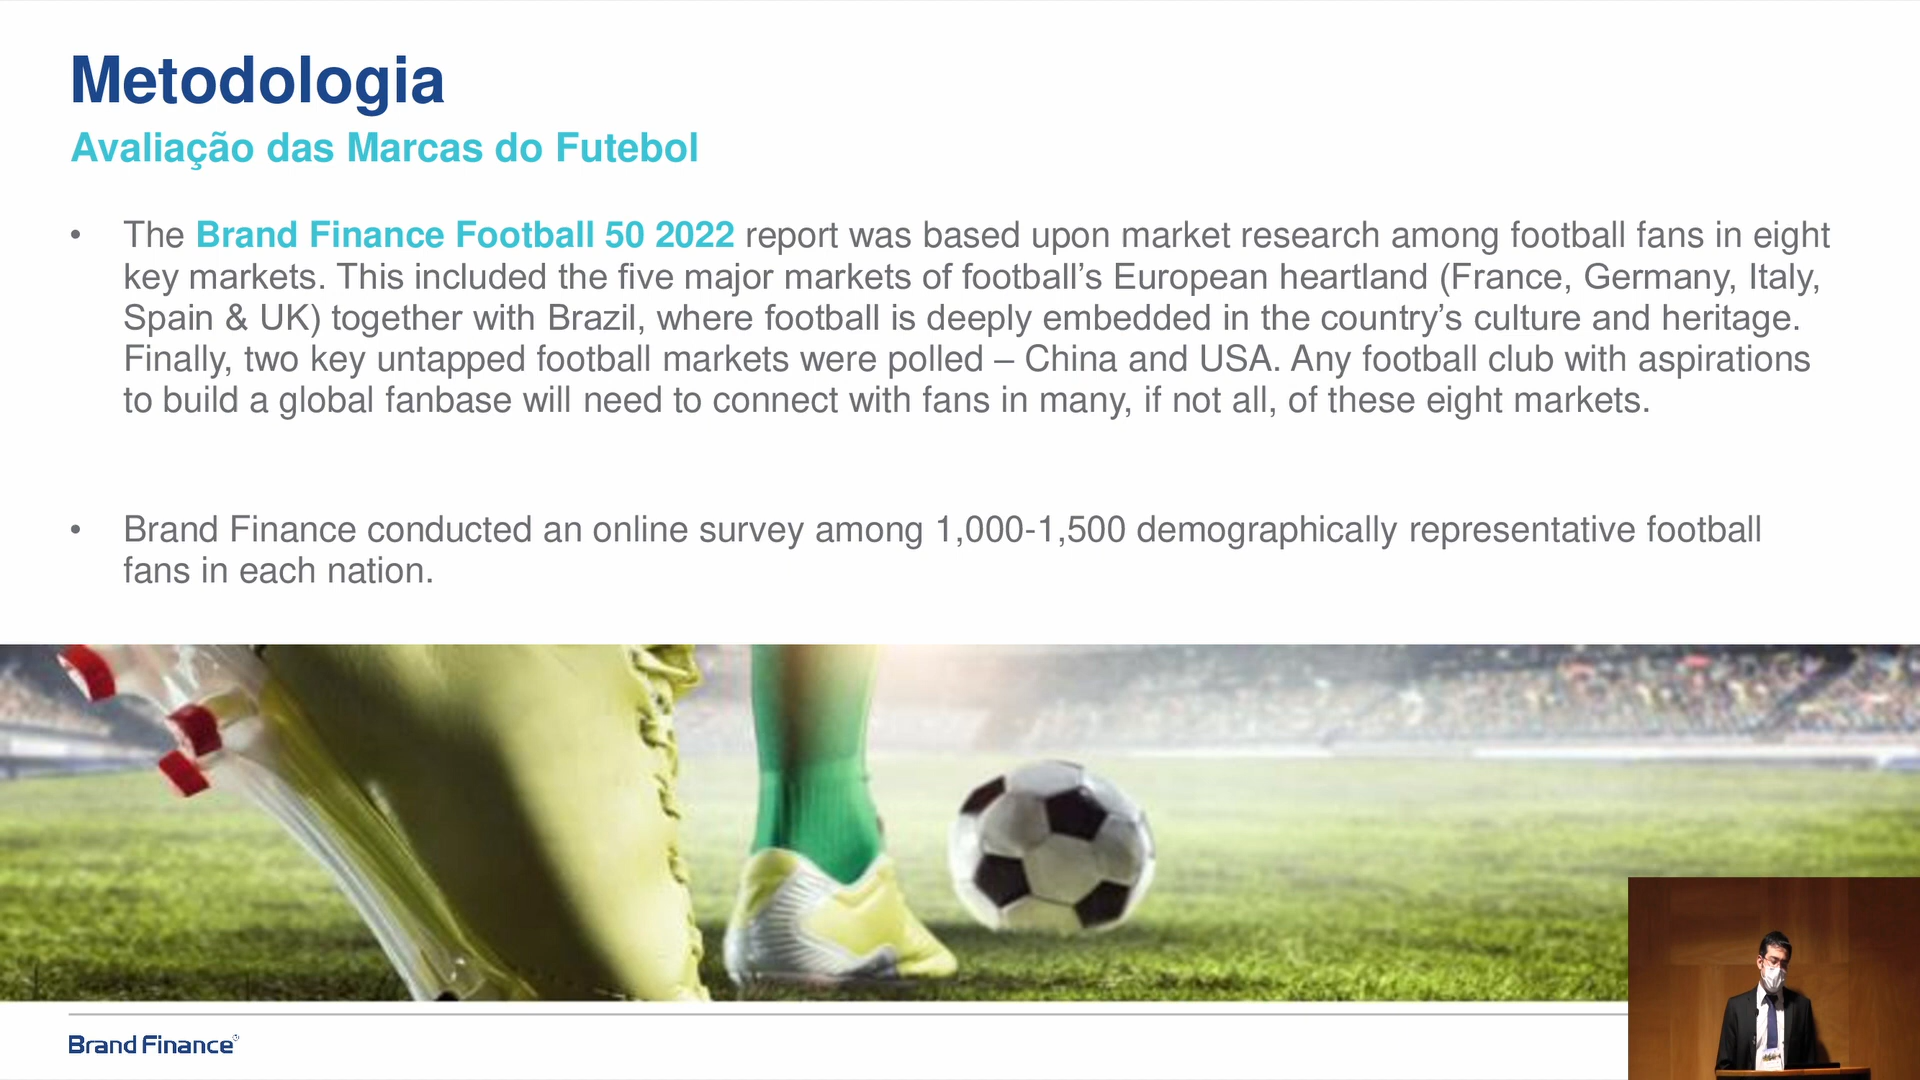 Metodologia
Avaliação das Marcas do Futebol
• The Brand Finance Football 50 2022 report was based upon market research among football fans in eight
key markets. This included the five major markets of football’s European heartland (France, Germany, Italy,
Spain & UK) together with Brazil, where football is deeply embedded in the country’s culture and heritage.
Finally, two key untapped football markets were polled – China and USA. Any football club with aspirations
to build a global fanbase will need to connect with fans in many, if not all, of these eight markets.
• Brand Finance conducted an online survey among 1,000-1,500 demographically representative football
fans in each nation.
Brand Finance®